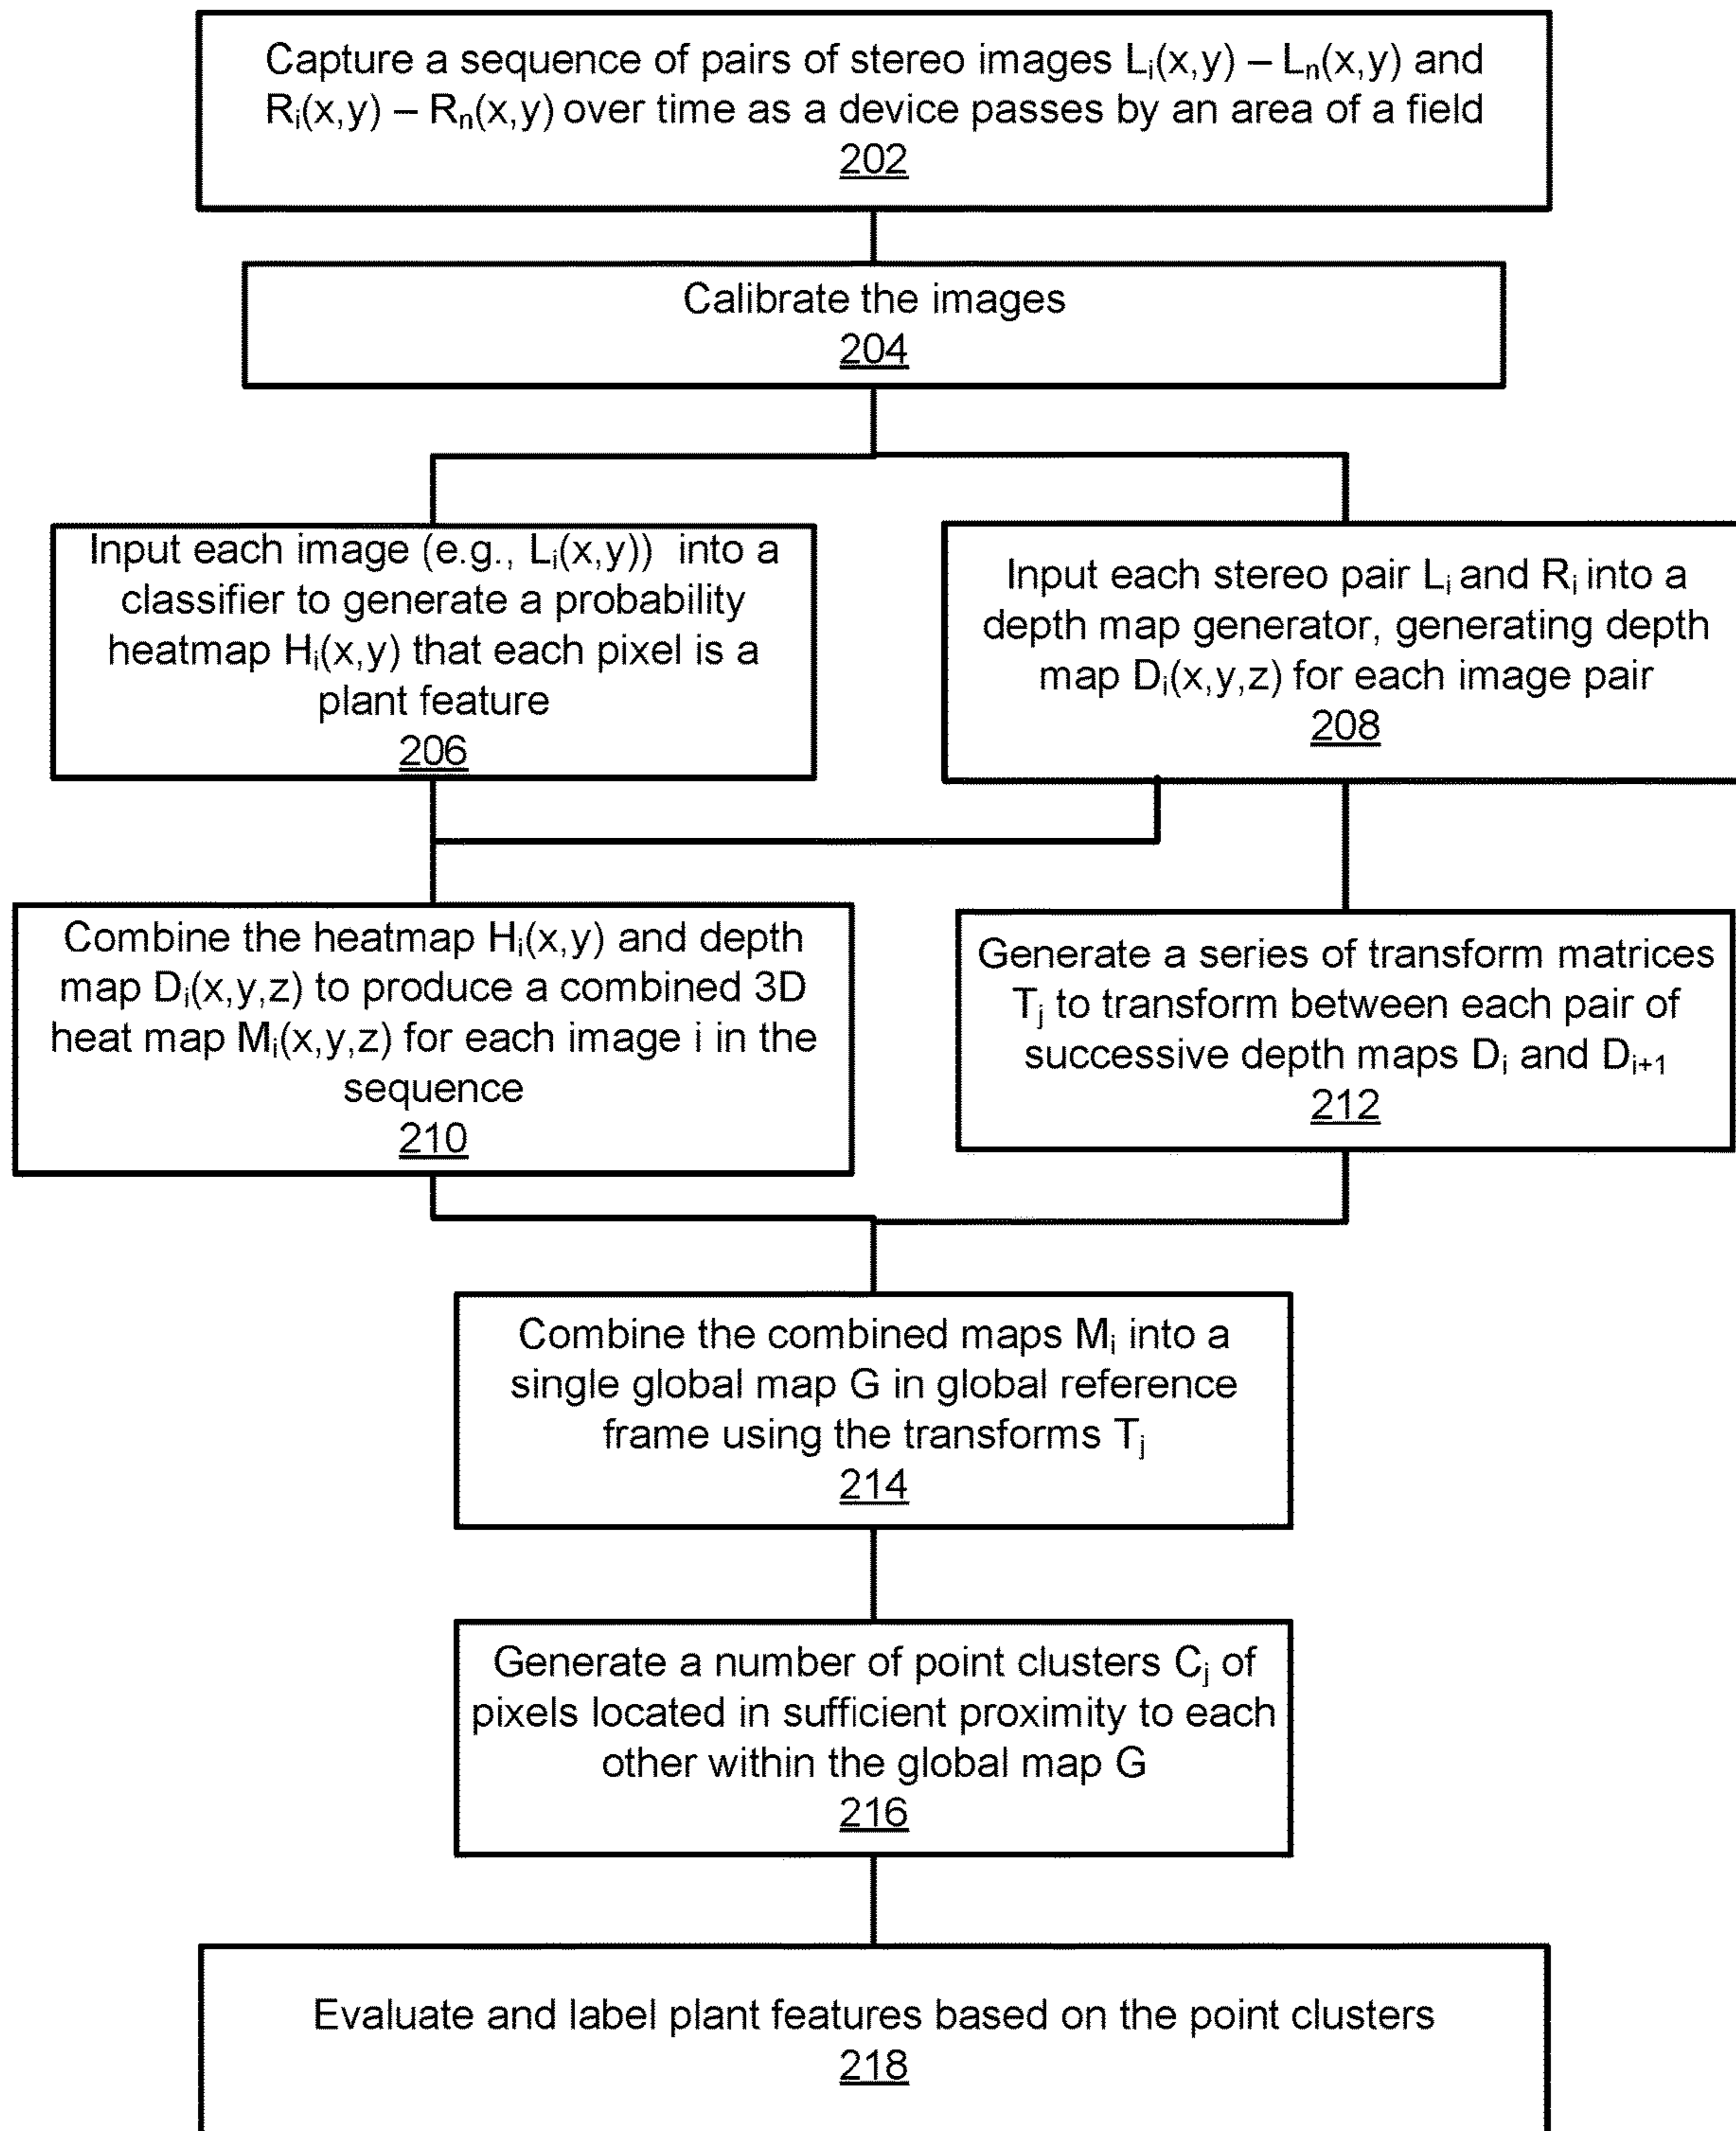 Capture a sequence of pairs of stereo images Lᵢ(x,y) – Lₙ(x,y) and
Rᵢ(x,y) – Rₙ(x,y) over time as a device passes by an area of a field
202
Calibrate the images
204
Input each image (e.g., Lᵢ(x,y)) into a
classifier to generate a probability
heatmap Hᵢ(x,y) that each pixel is a
plant feature
206
Input each stereo pair Lᵢ and Rᵢ into a
depth map generator, generating depth
map Dᵢ(x,y,z) for each image pair
208
Combine the heatmap Hᵢ(x,y) and depth
map Dᵢ(x,y,z) to produce a combined 3D
heat map Mᵢ(x,y,z) for each image i in the
sequence
210
Generate a series of transform matrices
Tⱼ to transform between each pair of
successive depth maps Dᵢ and Dᵢ₊₁
212
Combine the combined maps Mᵢ into a
single global map G in global reference
frame using the transforms Tⱼ
214
Generate a number of point clusters Cⱼ of
pixels located in sufficient proximity to each
other within the global map G
216
Evaluate and label plant features based on the point clusters
218